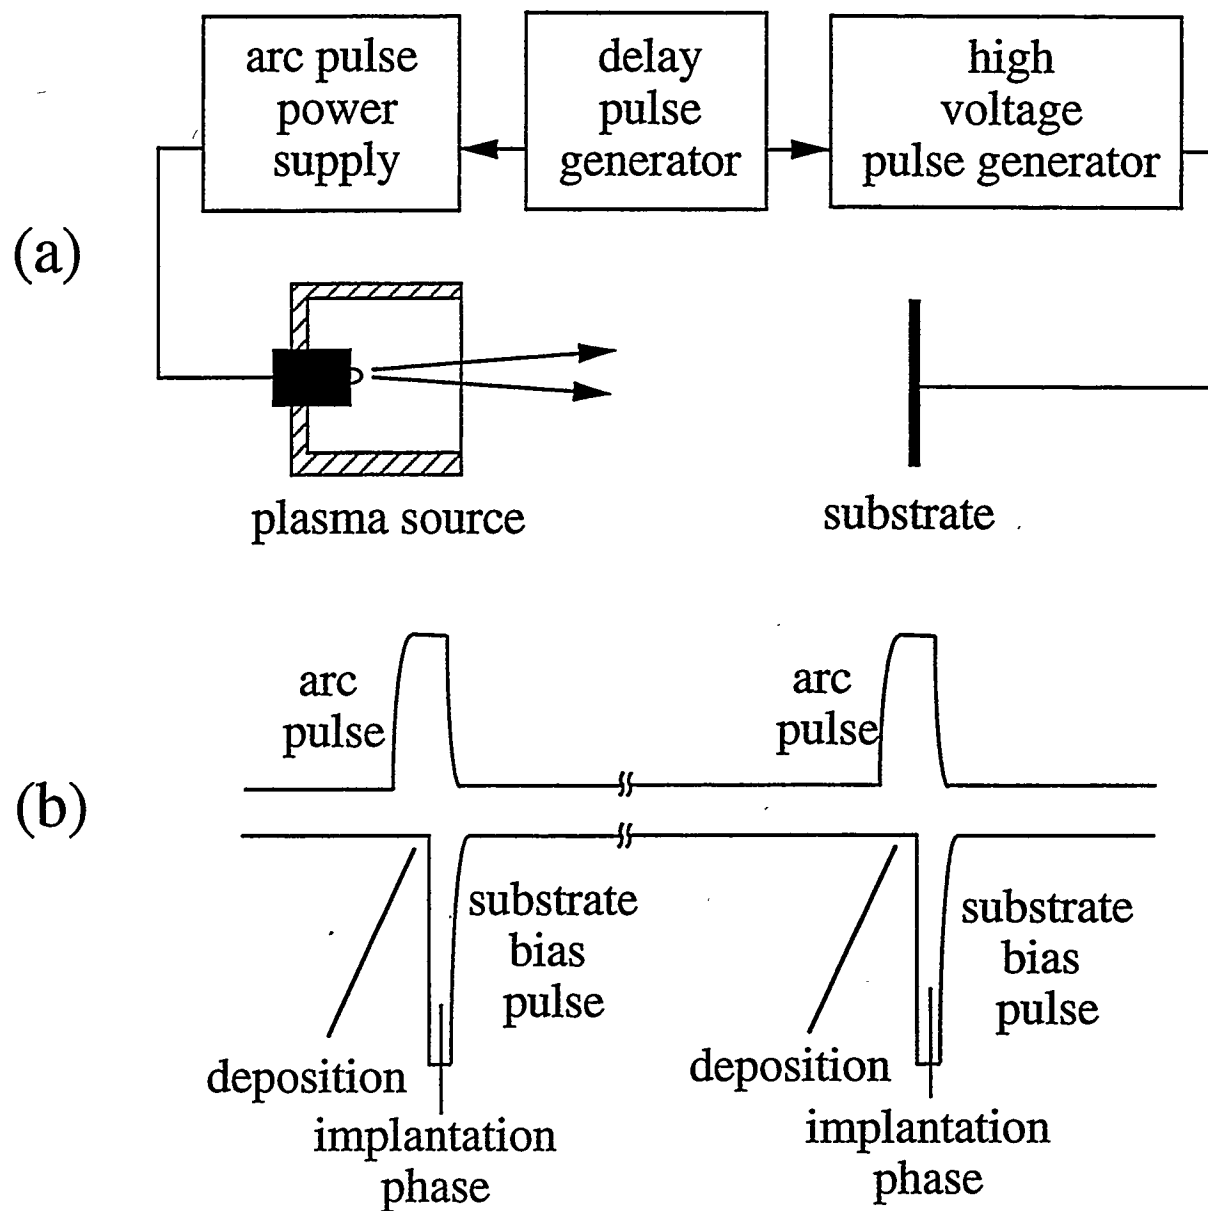 (a)
arc pulse
power
supply
delay
pulse
generator
high
voltage
pulse generator
plasma source
substrate
(b)
arc
pulse
arc
pulse
substrate
bias
pulse
substrate
bias
pulse
deposition
implantation
phase
deposition
implantation
phase